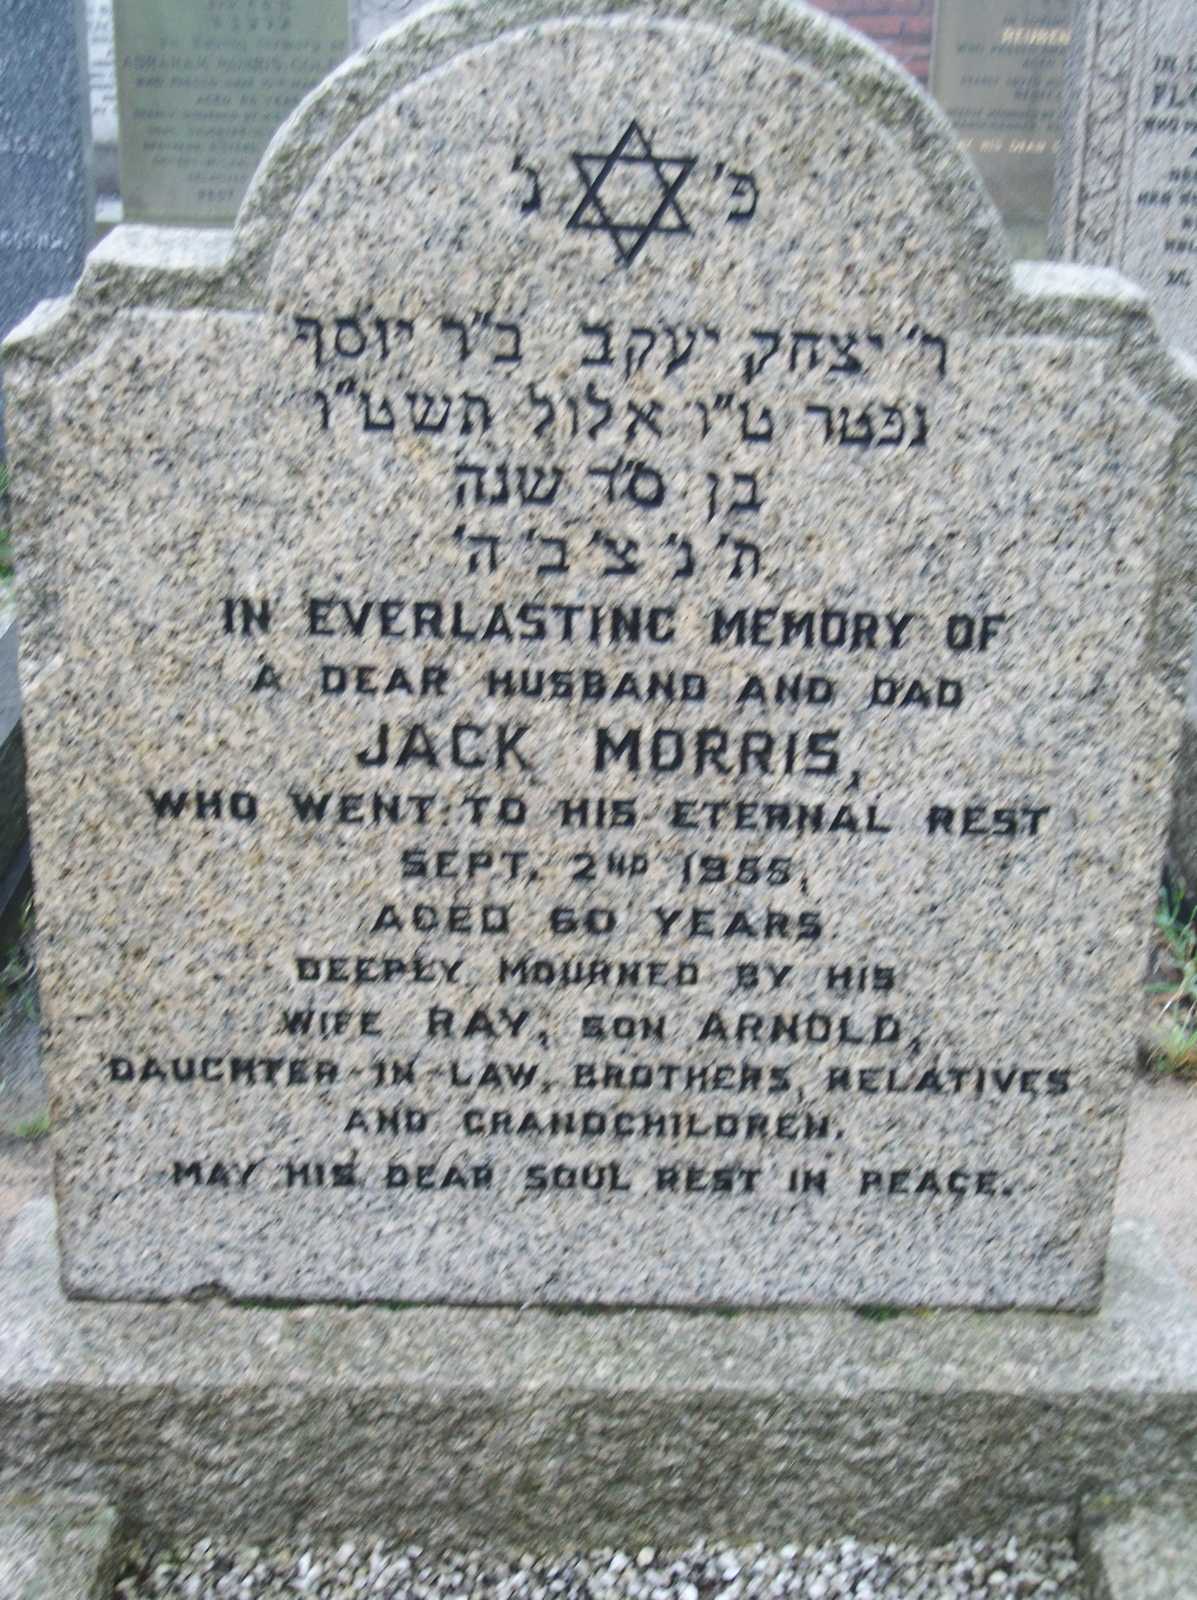 פ' נ'
ר' יצחק יעקב ב"ר יוסף
נפטר ט"ו אלול תשט"ו
בן ס"ד שנה
ת' נ' צ' ב' ה'
IN EVERLASTING MEMORY OF
A DEAR HUSBAND AND DAD
JACK MORRIS,
WHO WENT TO HIS ETERNAL REST
SEPT. 2ND 1955,
AGED 60 YEARS.
DEEPLY MOURNED BY HIS
WIFE RAY, SON ARNOLD,
DAUGHTER-IN-LAW, BROTHERS, RELATIVES
AND GRANDCHILDREN.
MAY HIS DEAR SOUL REST IN PEACE.